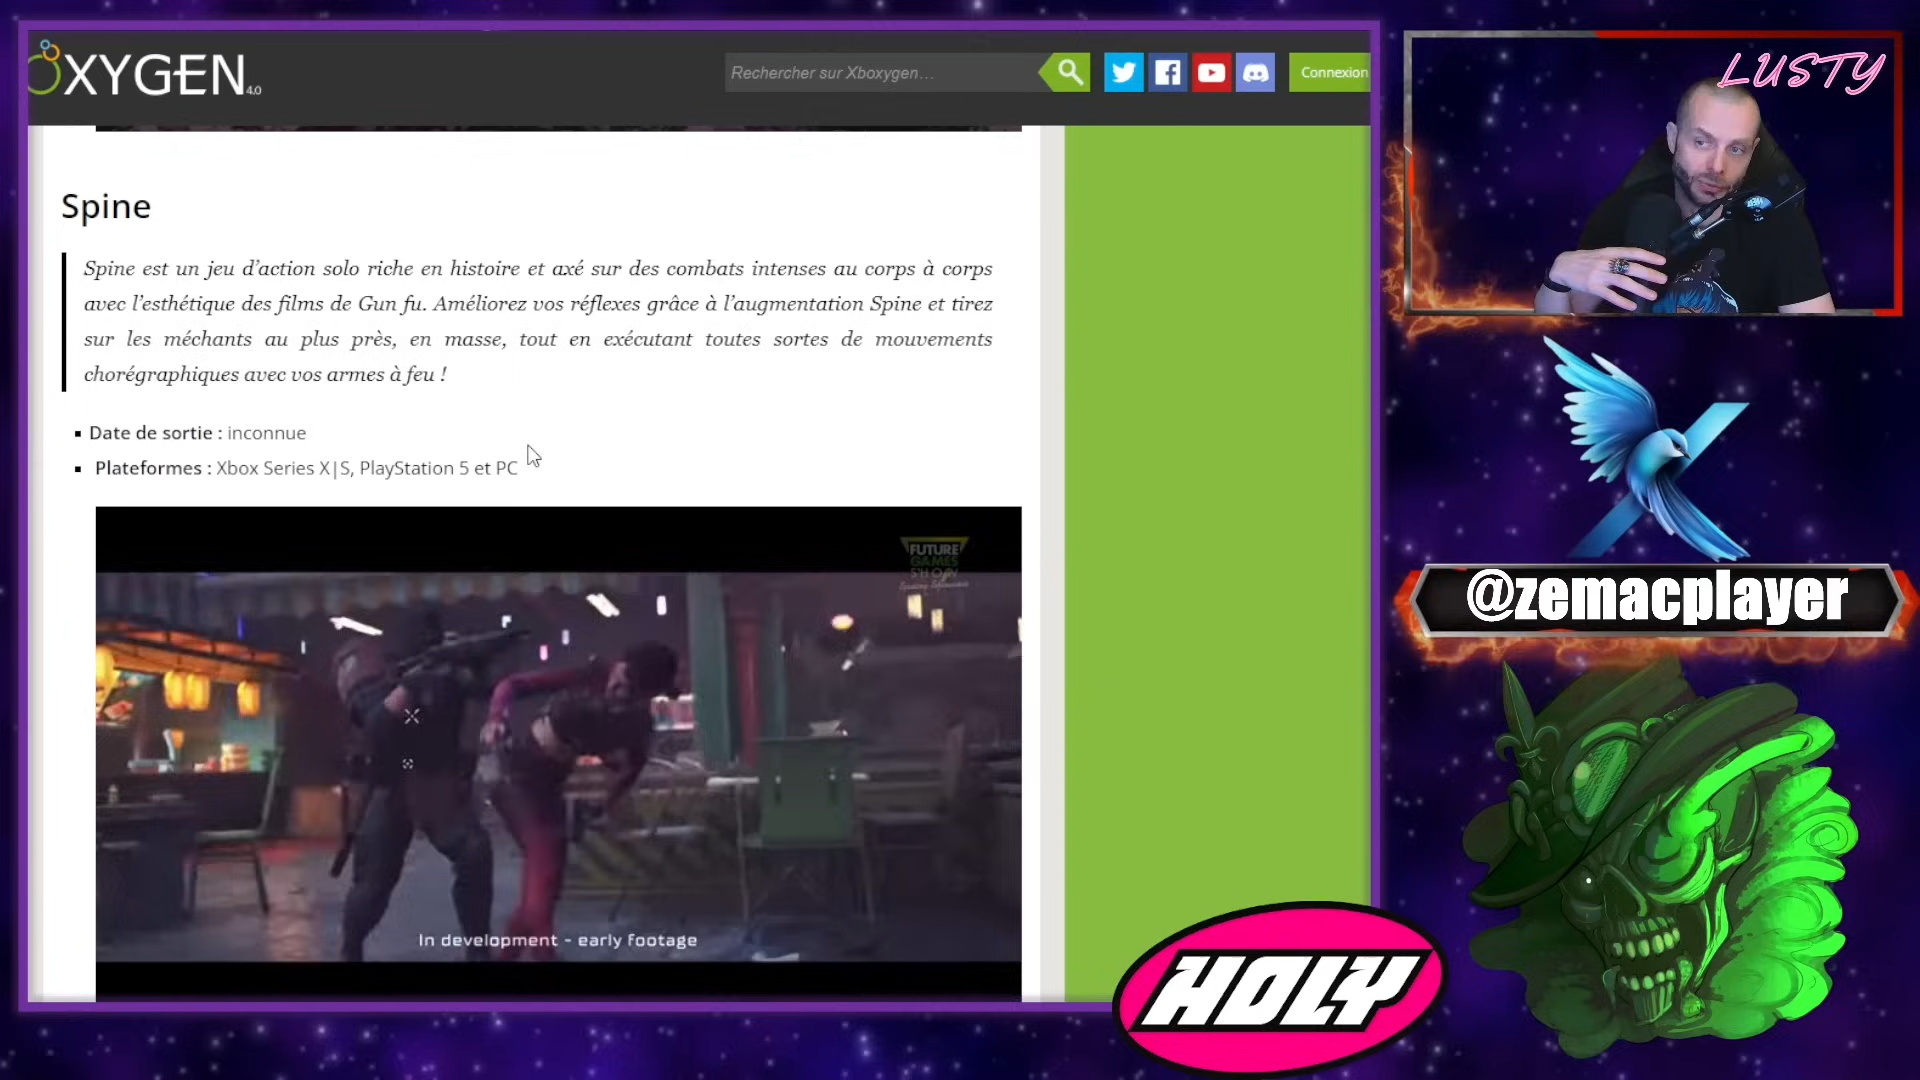 OXYGEN 4.0
Rechercher sur Xboxygen…
Connexion
LUSTY
Spine
Spine est un jeu d’action solo riche en histoire et axé sur des combats intenses au corps à corps
avec l’esthétique des films de Gun fu. Améliorez vos réflexes grâce à l’augmentation Spine et tirez
sur les méchants au plus près, en masse, tout en exécutant toutes sortes de mouvements
chorégraphiques avec vos armes à feu !
Date de sortie : inconnue
Plateformes : Xbox Series X|S, PlayStation 5 et PC
FUTURE
GAMES
SHOW
@zemacplayer
In development - early footage
HOLY